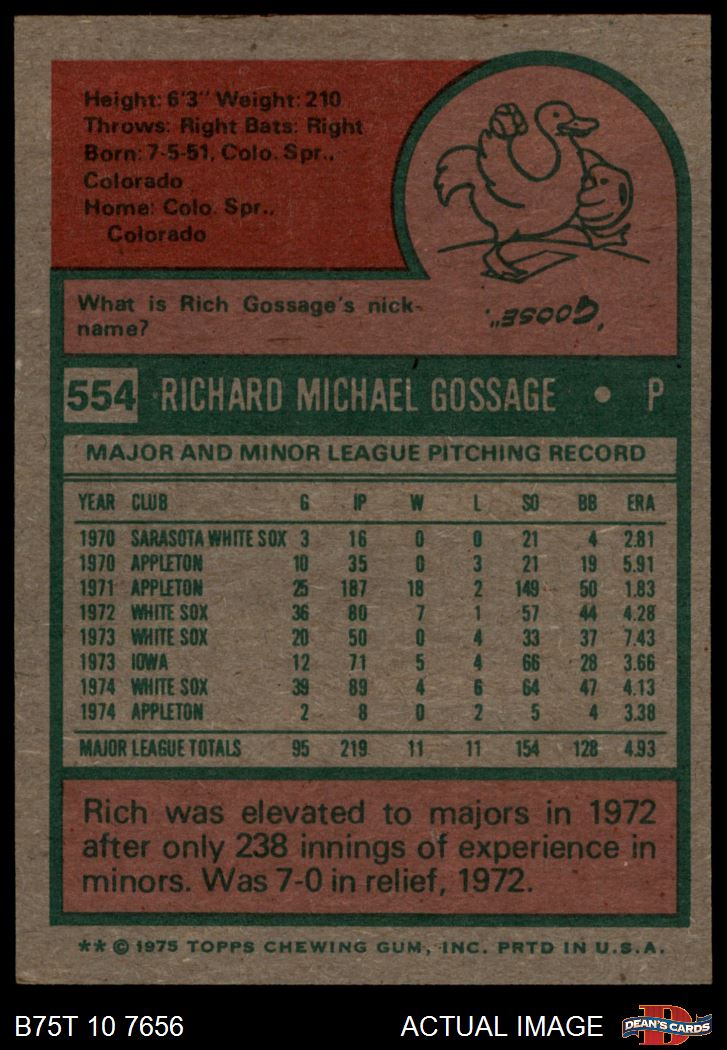 Height: 6'3" Weight: 210
Throws: Right Bats: Right
Born: 7-5-51, Colo. Spr.,
Colorado
Home: Colo. Spr.,
Colorado
What is Rich Gossage's nick-
name?
"Goose".
554 RICHARD MICHAEL GOSSAGE • P
MAJOR AND MINOR LEAGUE PITCHING RECORD
YEAR CLUB G IP W L SO BB ERA
1970 SARASOTA WHITE SOX 3 16 0 0 21 4 2.81
1970 APPLETON 10 35 0 3 21 19 5.91
1971 APPLETON 25 187 18 2 149 50 1.83
1972 WHITE SOX 36 80 7 1 57 44 4.28
1973 WHITE SOX 20 50 0 4 33 37 7.43
1973 IOWA 12 71 5 4 66 28 3.66
1974 WHITE SOX 39 89 4 6 64 47 4.13
1974 APPLETON 2 8 0 2 5 4 3.38
MAJOR LEAGUE TOTALS 95 219 11 11 154 128 4.93
Rich was elevated to majors in 1972
after only 238 innings of experience in
minors. Was 7-0 in relief, 1972.
** © 1975 TOPPS CHEWING GUM, INC. PRTD IN U.S.A.
B75T 10 7656 ACTUAL IMAGE D DEAN'S CARDS